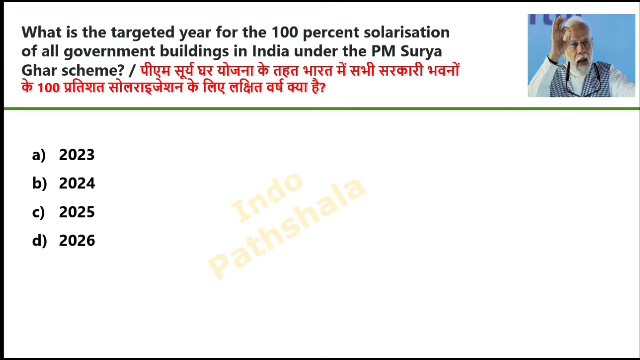 What is the targeted year for the 100 percent solarisation
of all government buildings in India under the PM Surya
Ghar scheme? / पीएम सूर्य घर योजना के तहत भारत में सभी सरकारी भवनों
के 100 प्रतिशत सोलराइजेशन के लिए लक्षित वर्ष क्या है?
a) 2023
b) 2024
c) 2025
d) 2026
Indo
Pathshala